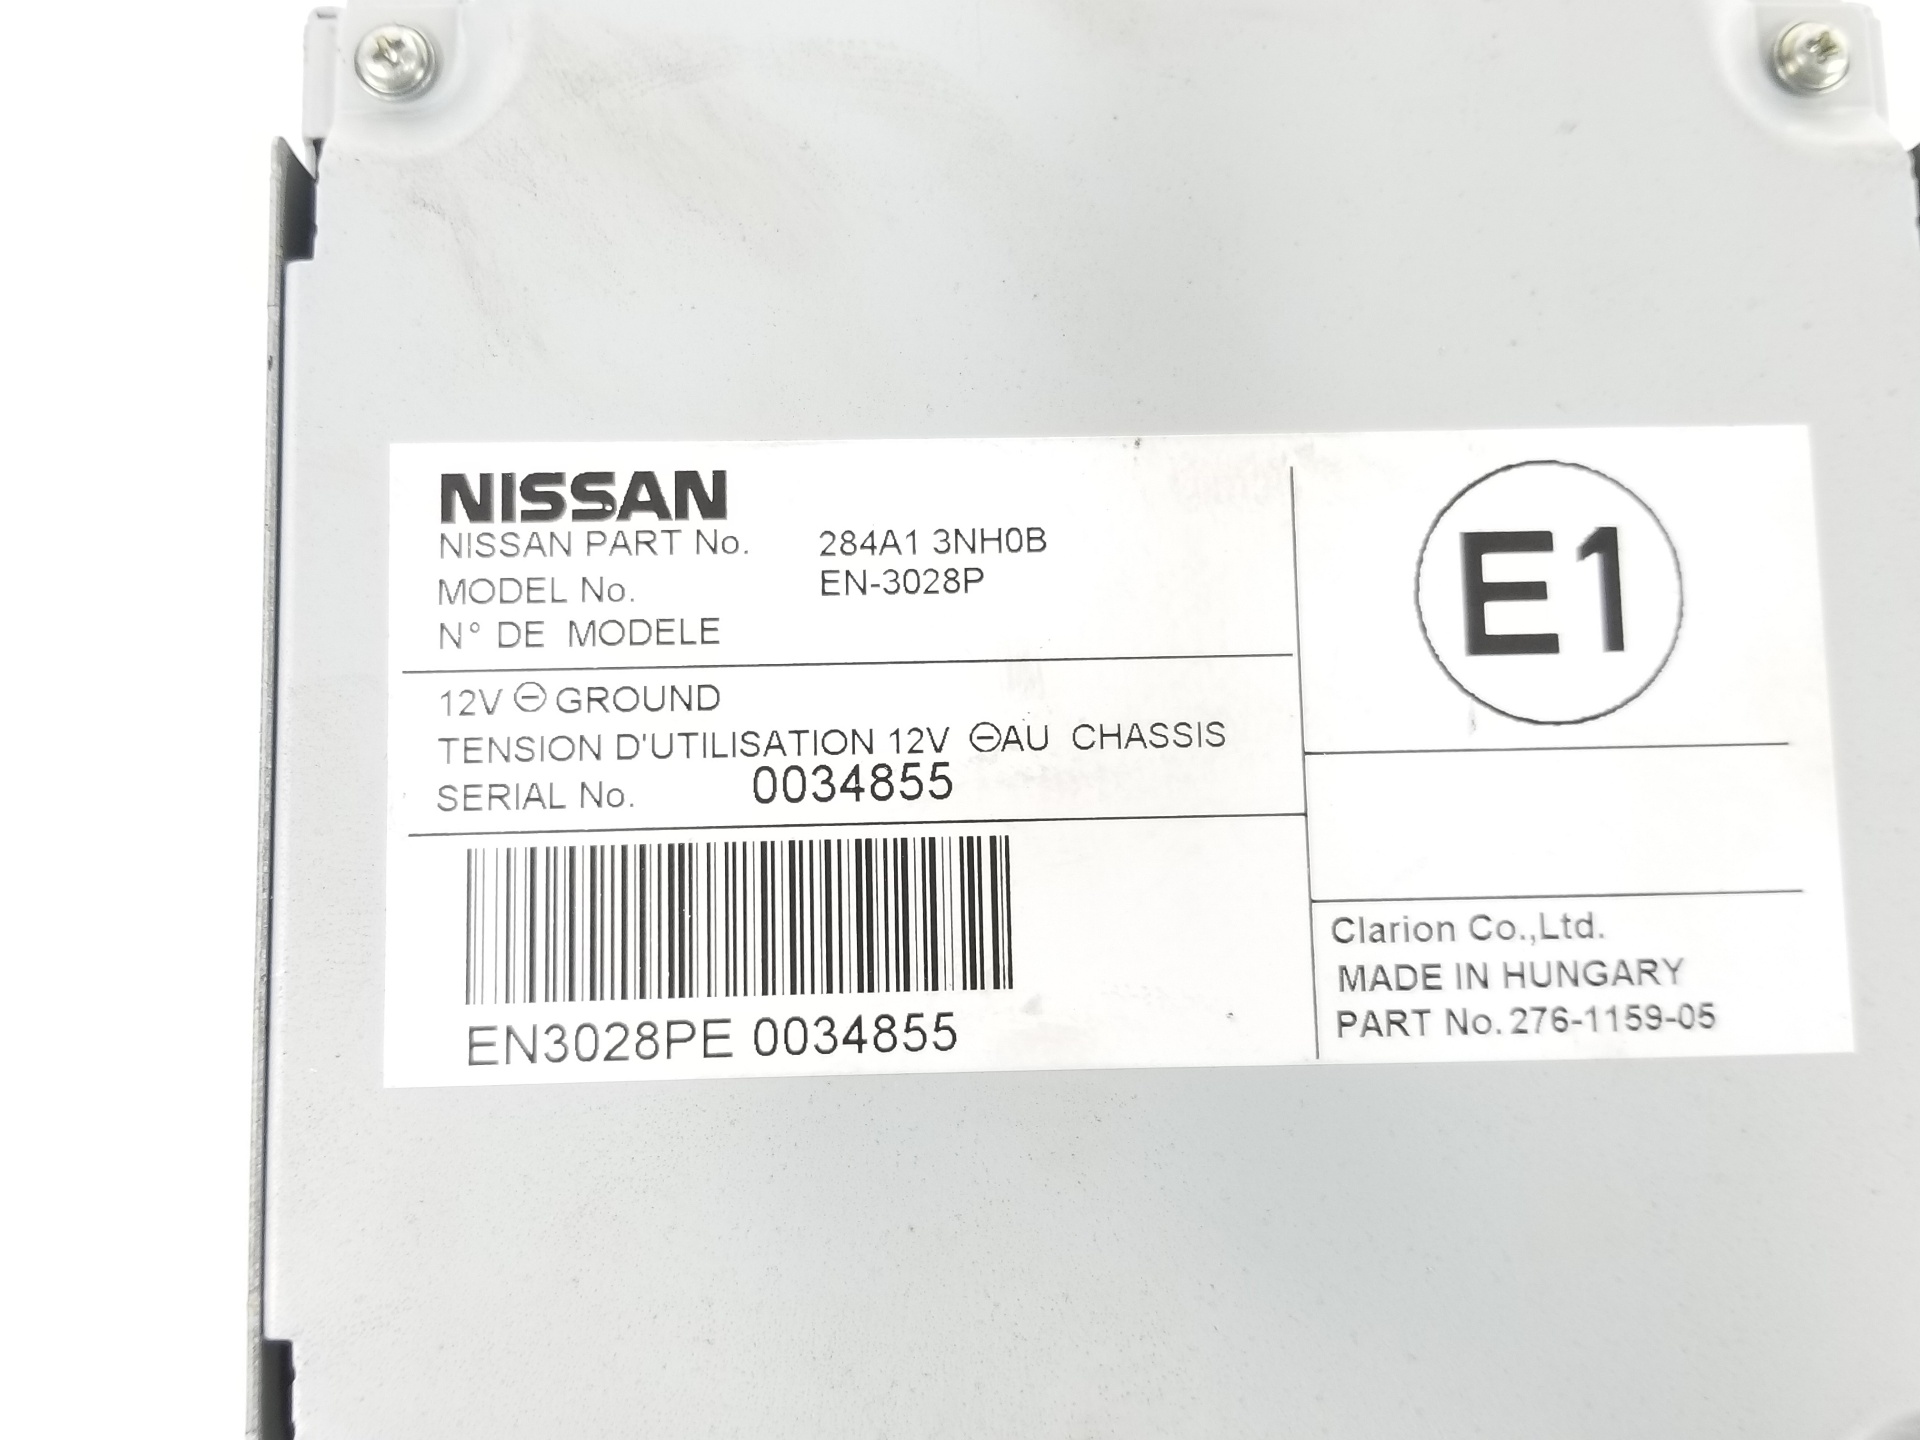 NISSAN
NISSAN PART No. 284A1 3NH0B
MODEL No. EN-3028P
N° DE MODELE
12V ⊖ GROUND
TENSION D'UTILISATION 12V ⊖AU CHASSIS
SERIAL No. 0034855
EN3028PE 0034855
E1
Clarion Co.,Ltd.
MADE IN HUNGARY
PART No. 276-1159-05